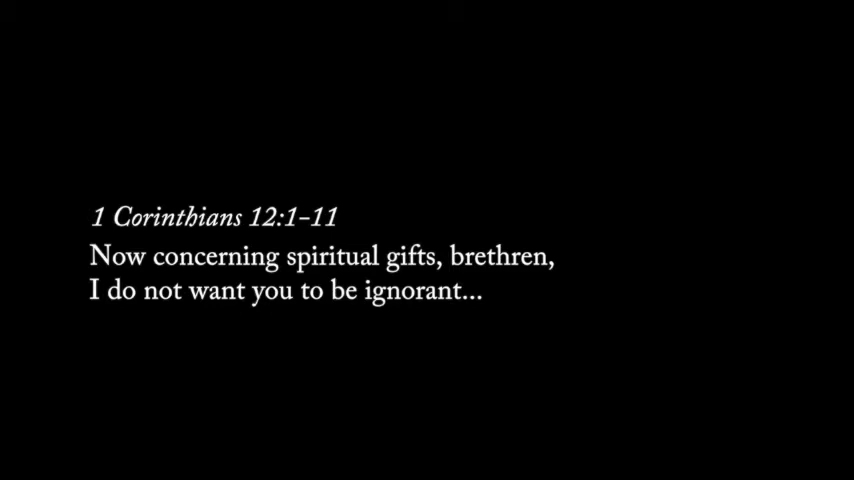 1 Corinthians 12:1-11
Now concerning spiritual gifts, brethren,
I do not want you to be ignorant...